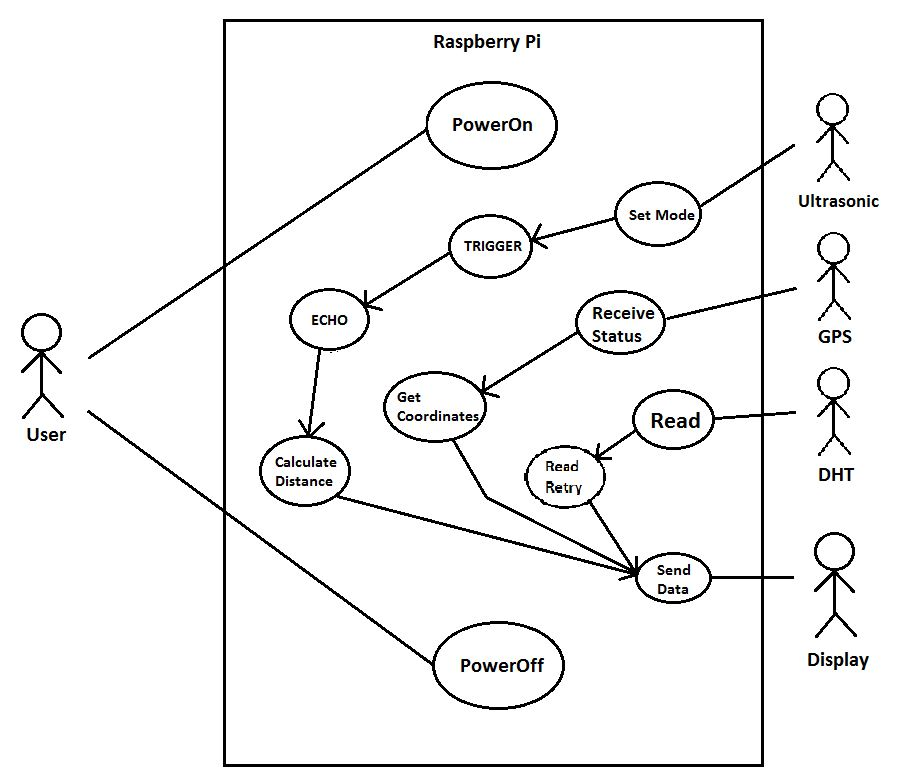 Raspberry Pi
PowerOn
Set Mode
Ultrasonic
TRIGGER
ECHO
Receive
Status
GPS
Get
Coordinates
Read
DHT
User
Calculate
Distance
Read
Retry
Send
Data
Display
PowerOff